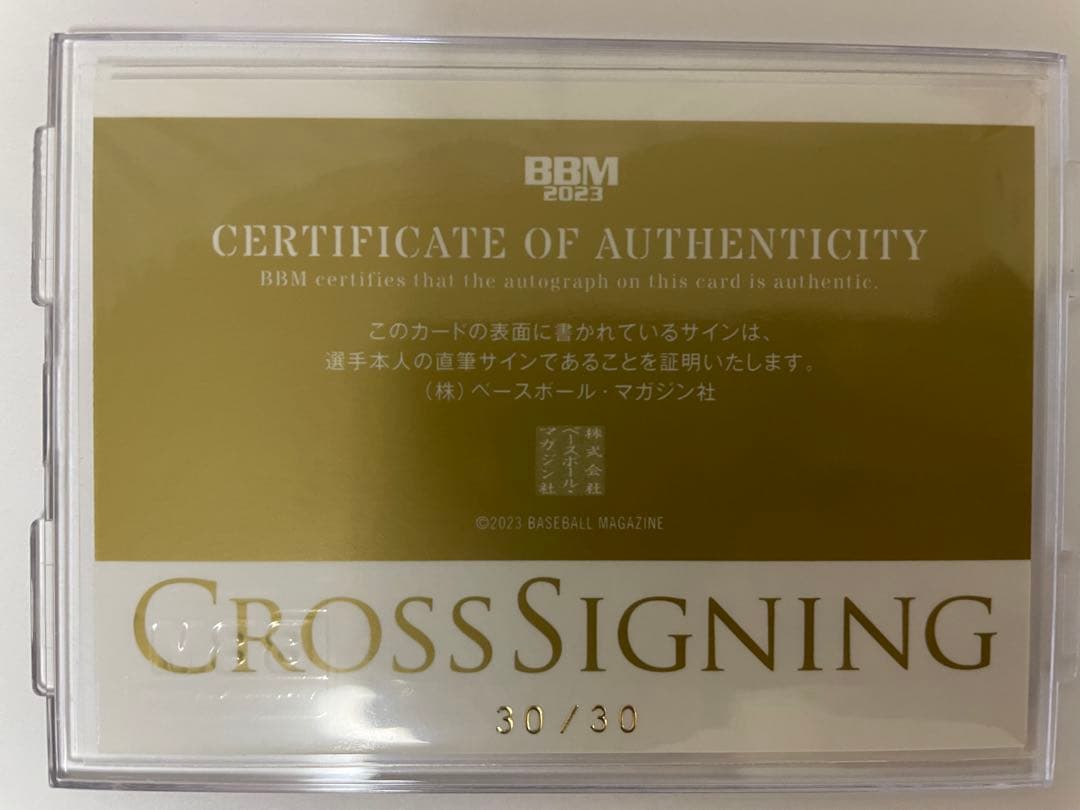 BBM
2023
CERTIFICATE OF AUTHENTICITY
BBM certifies that the autograph on this card is authentic.
このカードの表面に書かれているサインは、
選手本人の直筆サインであることを証明いたします。
（株）ベースボール・マガジン社
株式会社
ベースボール・
マガジン社
©2023 BASEBALL MAGAZINE
CROSSSIGNING
30/30